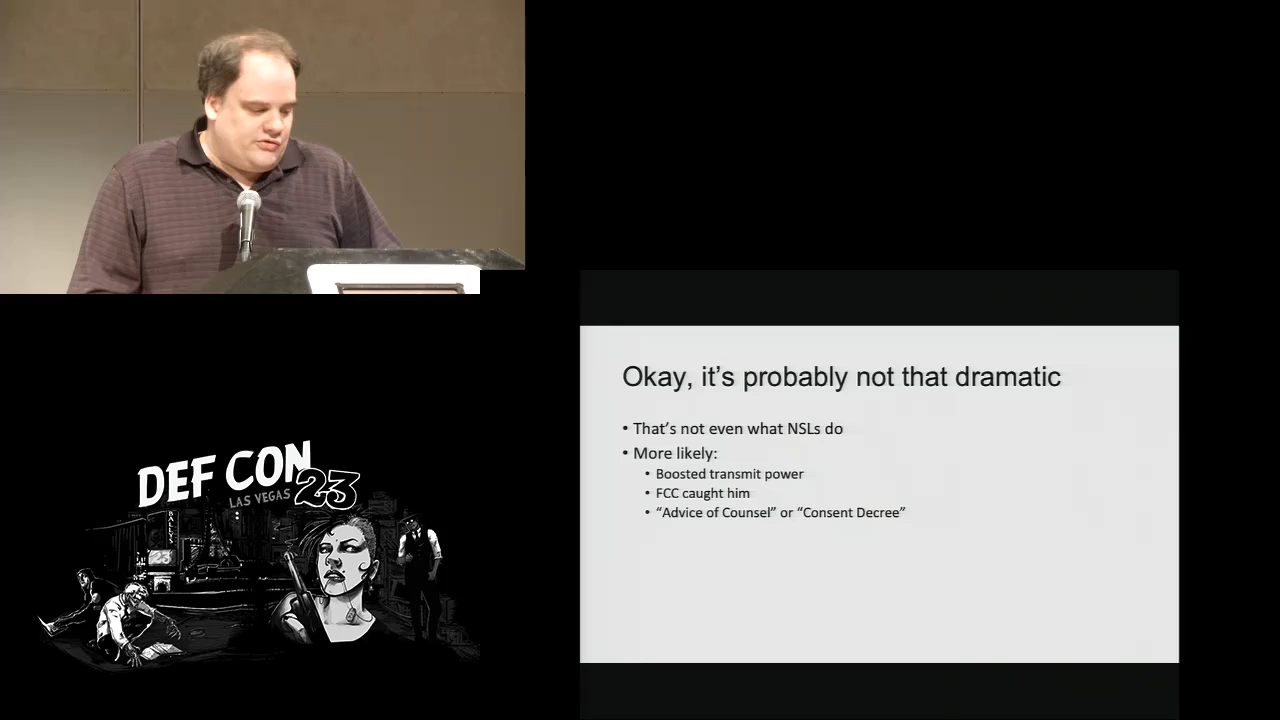 DEF CON
LAS VEGAS 23
BALLY'S
Okay, it’s probably not that dramatic
• That’s not even what NSLs do
• More likely:
• Boosted transmit power
• FCC caught him
• “Advice of Counsel” or “Consent Decree”